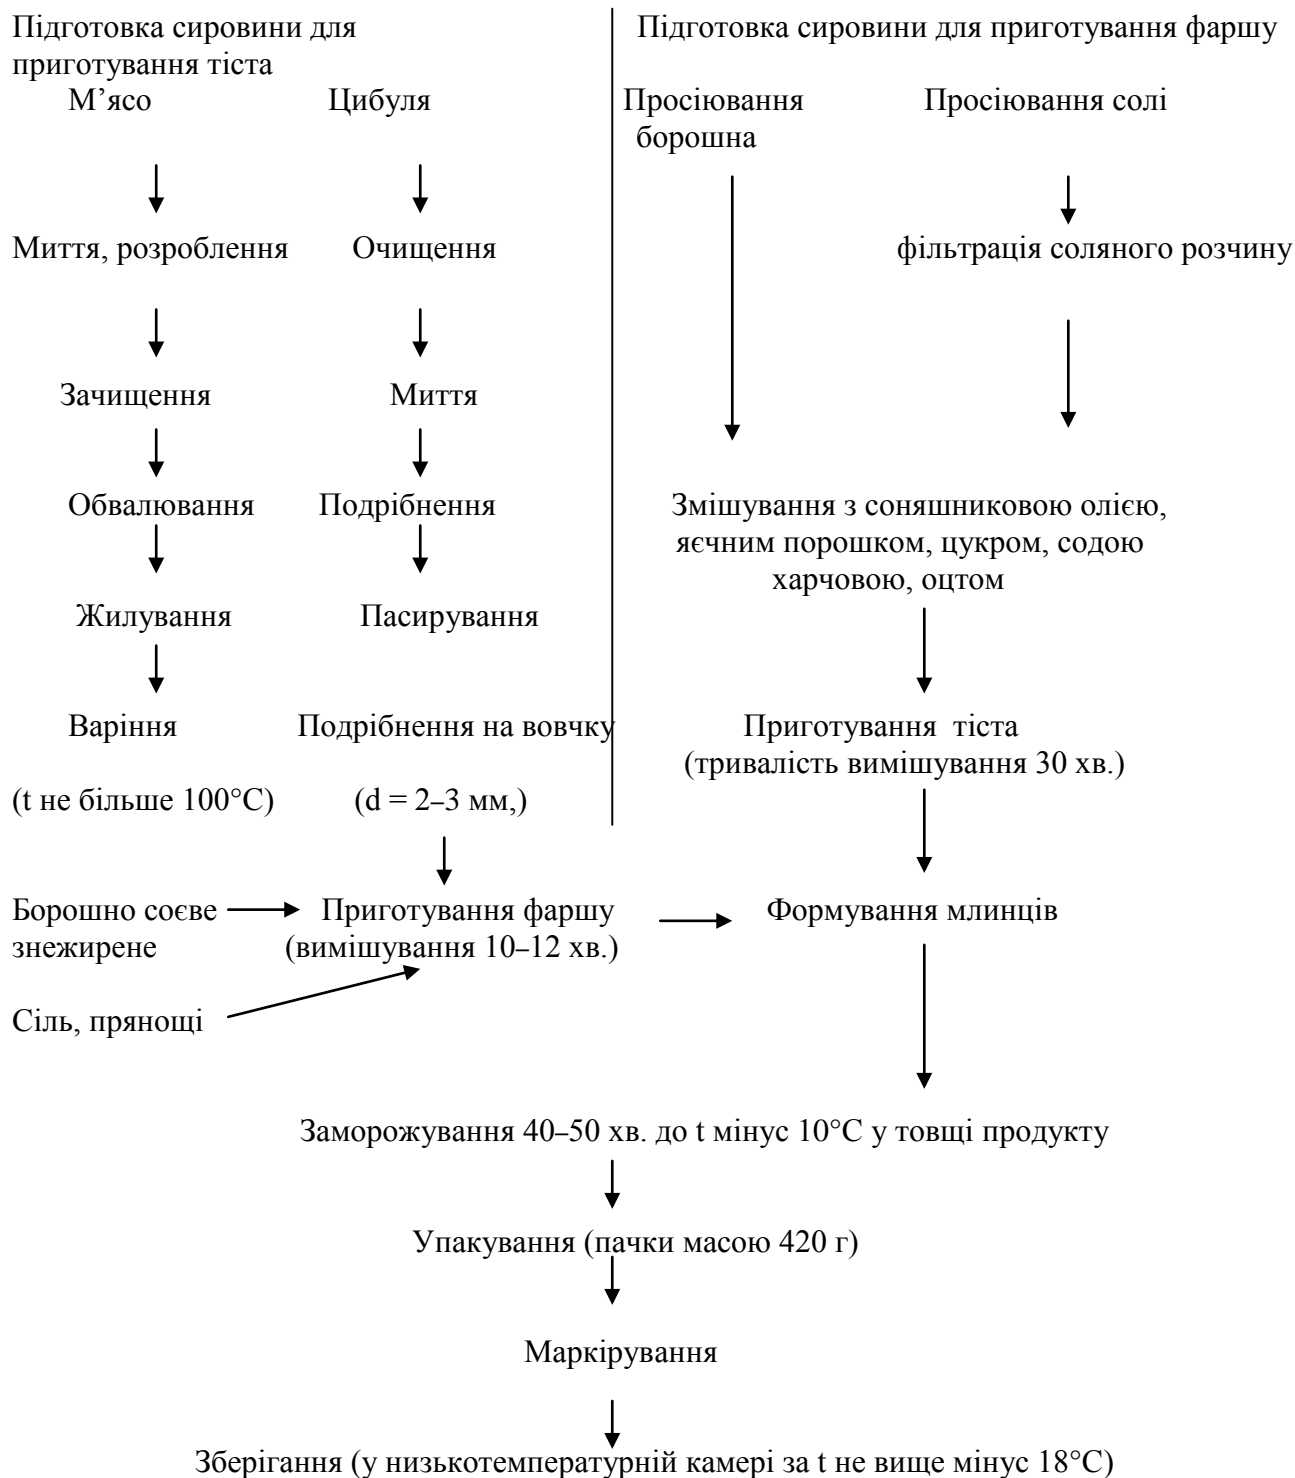 Підготовка сировини для
приготування тіста
Підготовка сировини для приготування фаршу
М’ясо
Цибуля
Просіювання
борошна
Просіювання солі
Миття, розроблення
Очищення
фільтрація соляного розчину
Зачищення
Миття
Обвалювання
Подрібнення
Змішування з соняшниковою олією,
яєчним порошком, цукром, содою
харчовою, оцтом
Жилування
Пасирування
Варіння
Подрібнення на вовчку
Приготування тіста
(тривалість вимішування 30 хв.)
(t не більше 100°С)
(d = 2–3 мм,)
Борошно соєве
знежирене
Приготування фаршу
(вимішування 10–12 хв.)
Формування млинців
Сіль, прянощі
Заморожування 40–50 хв. до t мінус 10°С у товщі продукту
Упакування (пачки масою 420 г)
Маркірування
Зберігання (у низькотемпературній камері за t не вище мінус 18°С)